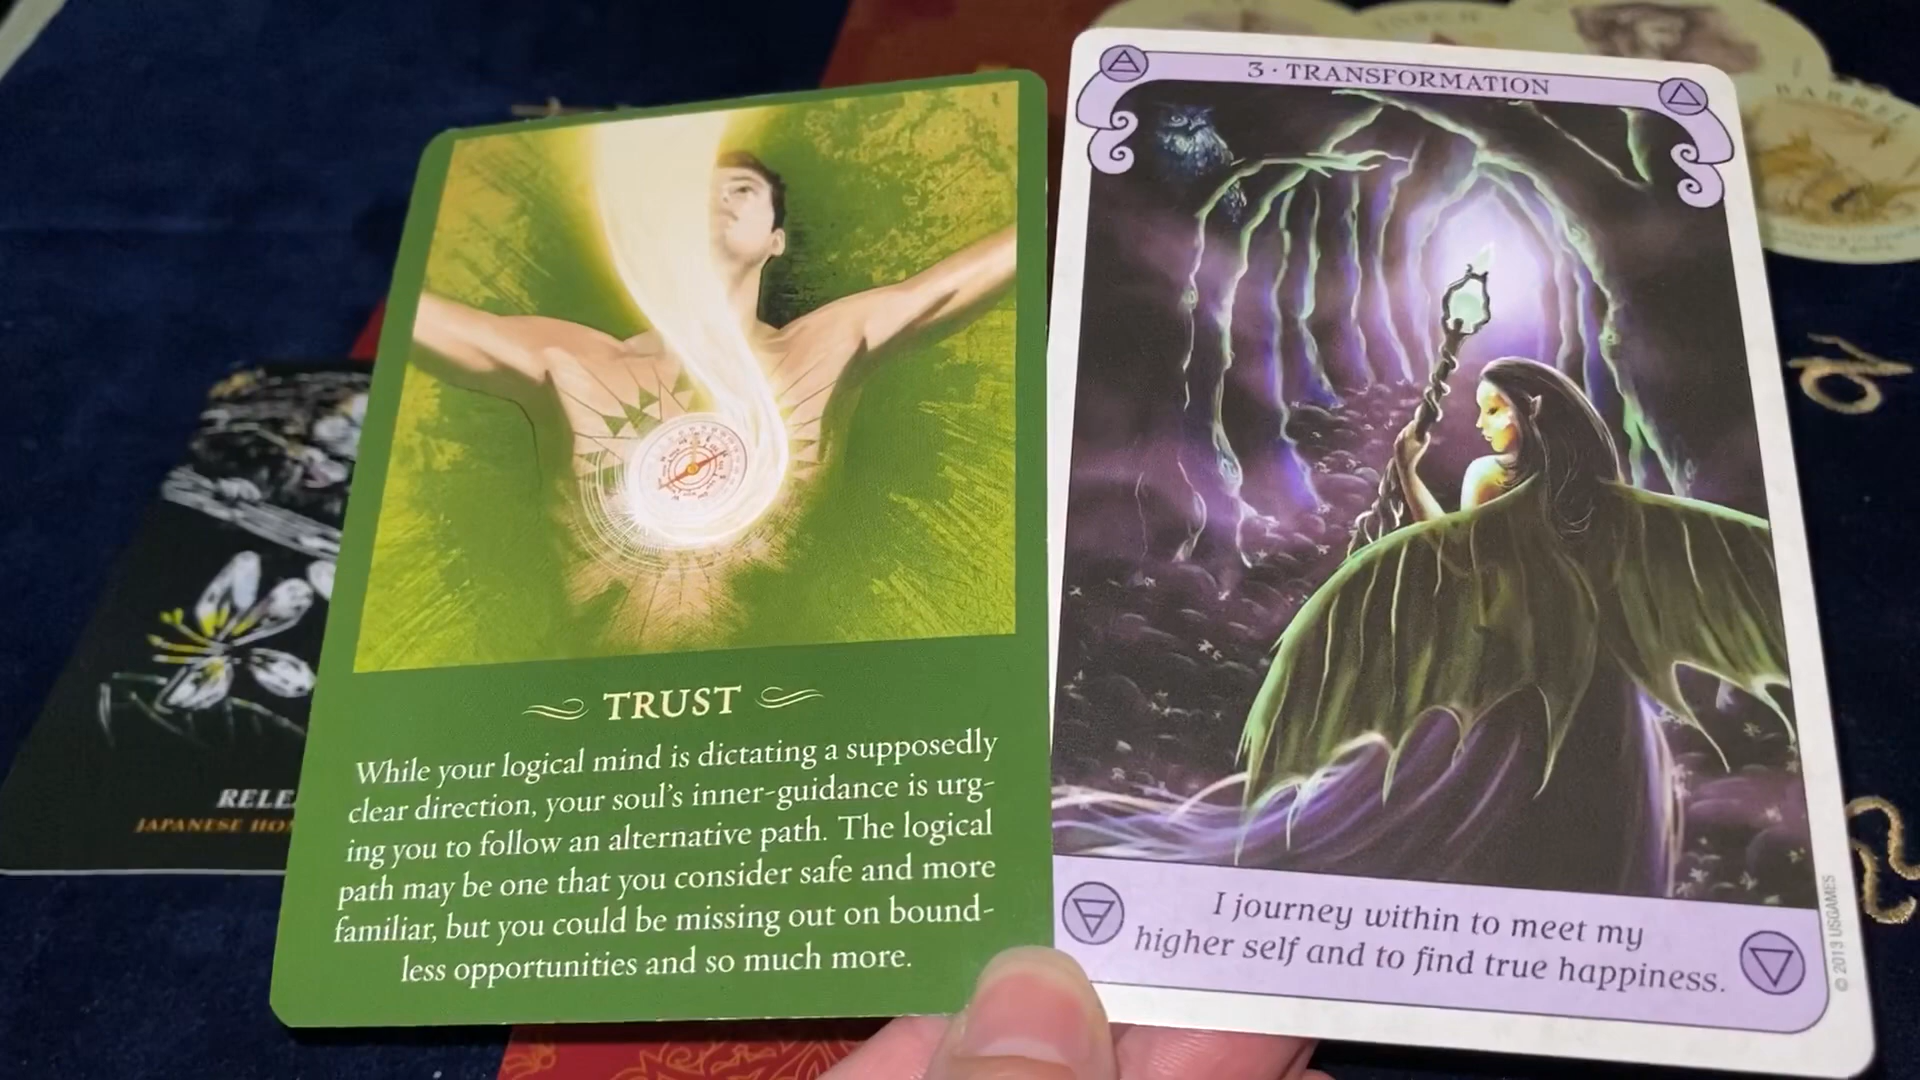 TRUST
While your logical mind is dictating a supposedly
clear direction, your soul's inner-guidance is urg-
ing you to follow an alternative path. The logical
path may be one that you consider safe and more
familiar, but you could be missing out on bound-
less opportunities and so much more.
3 · TRANSFORMATION
I journey within to meet my
higher self and to find true happiness.
© 2013 USGAMES
JAPANESE